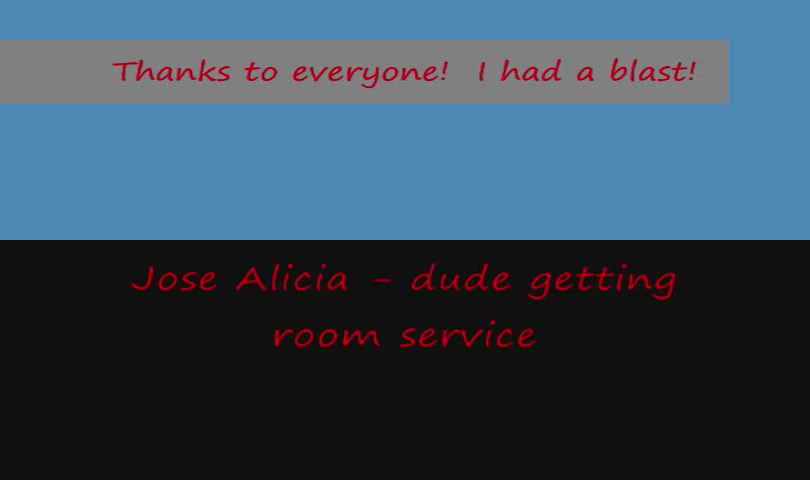 Thanks to everyone!  I had a blast!
Jose Alicia - dude getting
room service